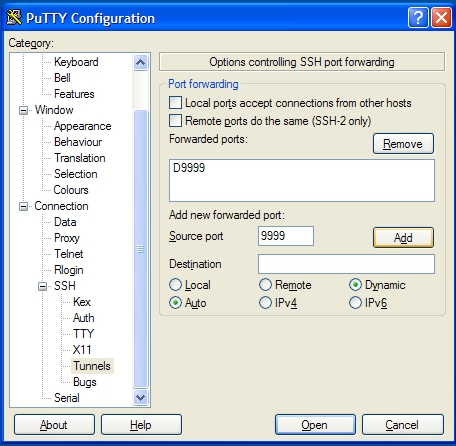 PuTTY Configuration
Category:
Keyboard
Bell
Features
Window
Appearance
Behaviour
Translation
Selection
Colours
Connection
Data
Proxy
Telnet
Rlogin
SSH
Kex
Auth
TTY
X11
Tunnels
Bugs
Serial
Options controlling SSH port forwarding
Port forwarding
Local ports accept connections from other hosts
Remote ports do the same (SSH-2 only)
Forwarded ports:
Remove
D9999
Add new forwarded port:
Source port 9999 Add
Destination
Local Remote Dynamic
Auto IPv4 IPv6
About Help Open Cancel